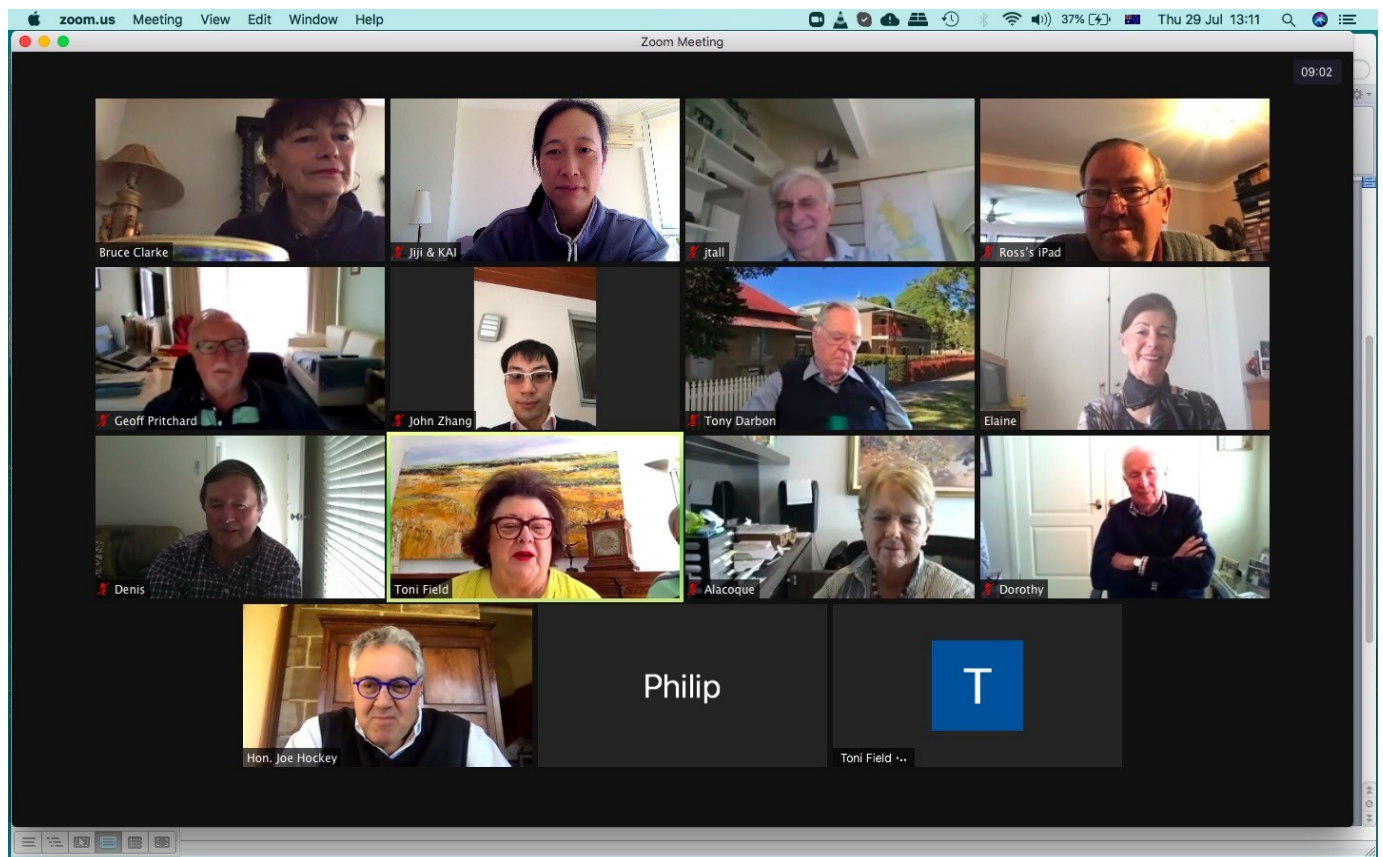 zoom.us Meeting View Edit Window Help 37% Thu 29 Jul 13:11
Zoom Meeting
09:02
Bruce Clarke
Jiji & KAI
jtall
Ross's iPad
Geoff Pritchard
John Zhang
Tony Darbon
Elaine
Denis
Toni Field
Alacoque
Dorothy
Hon. Joe Hockey
Philip
T
Toni Field ...